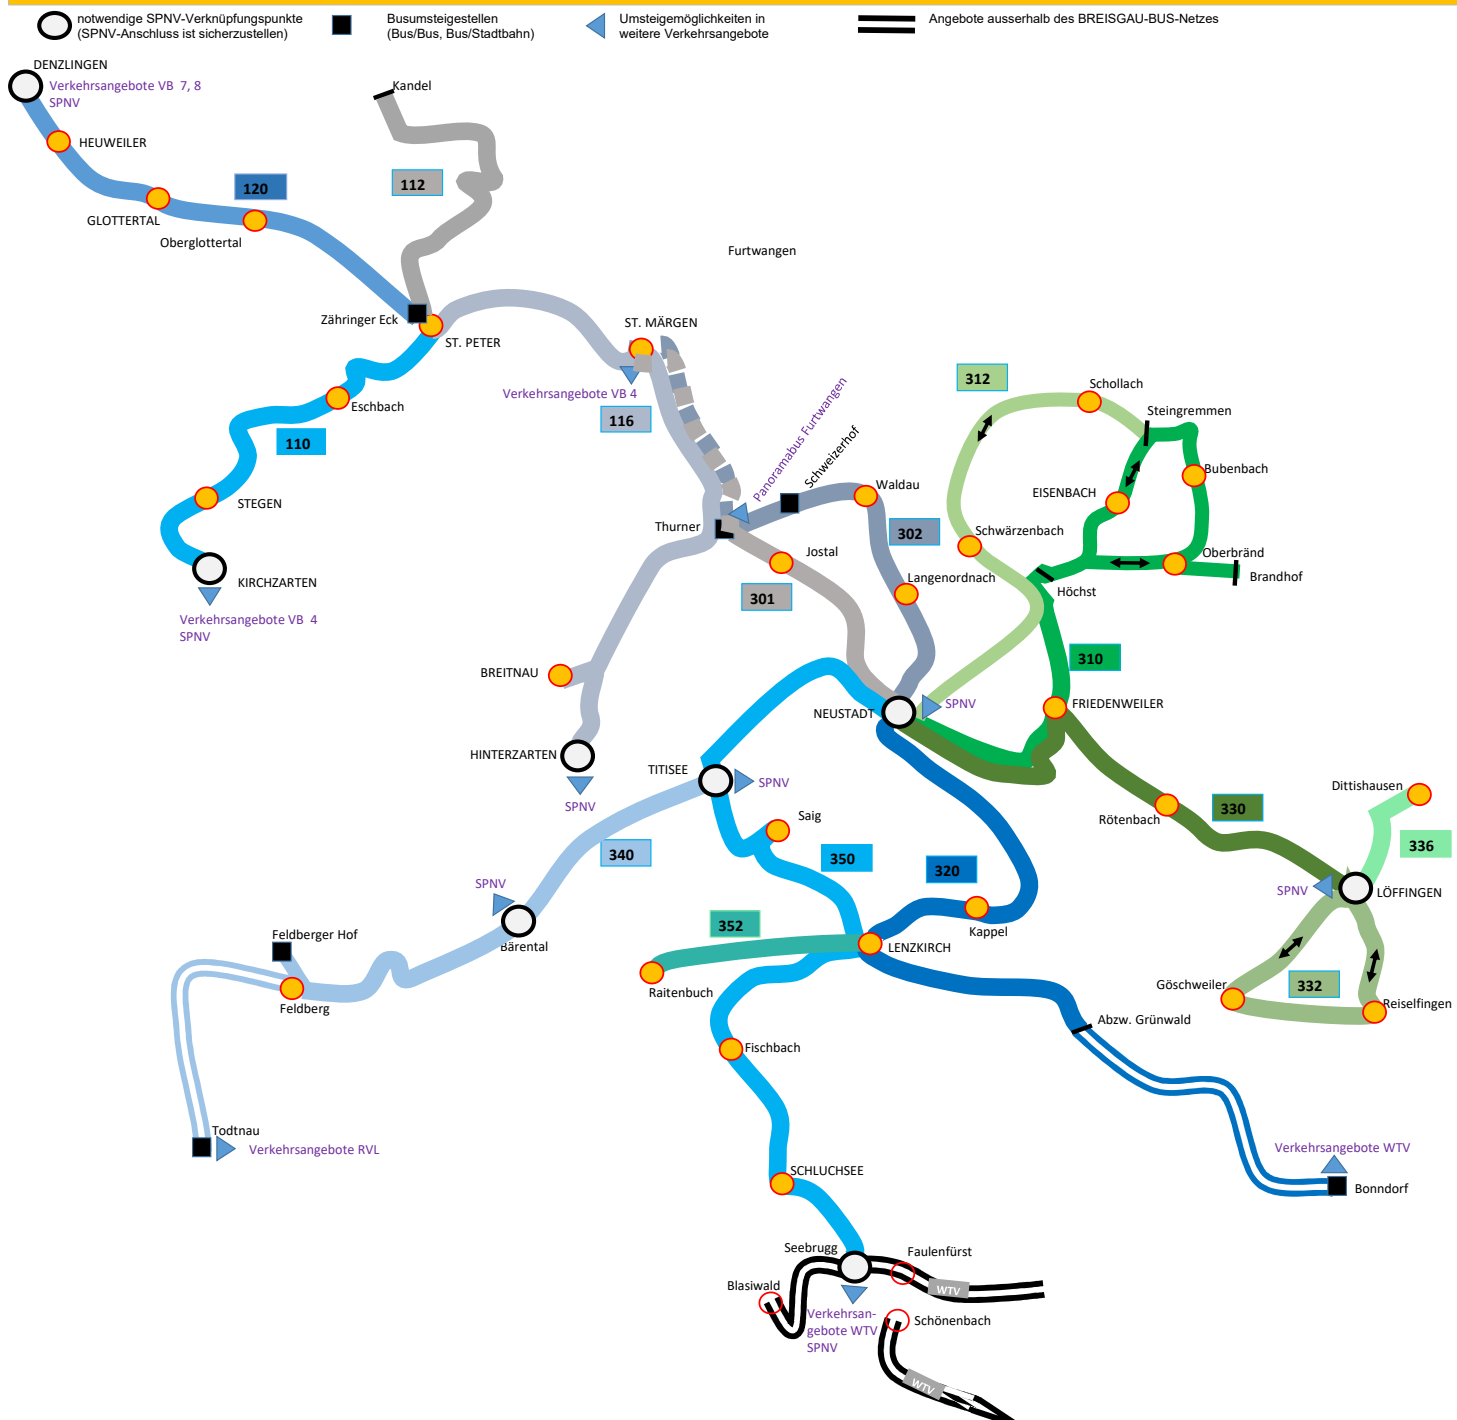 notwendige SPNV-Verknüpfungspunkte
(SPNV-Anschluss ist sicherzustellen)
Busumsteigestellen
(Bus/Bus, Bus/Stadtbahn)
Umsteigemöglichkeiten in
weitere Verkehrsangebote
Angebote ausserhalb des BREISGAU-BUS-Netzes
DENZLINGEN
Verkehrsangebote VB 7, 8
SPNV
Kandel
HEUWEILER
112
120
GLOTTERTAL
Oberglottertal
Furtwangen
Zähringer Eck
ST. PETER
ST. MÄRGEN
Verkehrsangebote VB 4
116
Eschbach
110
STEGEN
KIRCHZARTEN
Verkehrsangebote VB 4
SPNV
Panoramabus Furtwangen
Schweizerhof
Thurner
Waldau
302
Jostal
301
Langenordnach
312
Schollach
Steingremmen
Bubenbach
EISENBACH
Schwärzenbach
Oberbränd
Brandhof
Höchst
310
BREITNAU
FRIEDENWEILER
NEUSTADT
SPNV
HINTERZARTEN
SPNV
TITISEE
SPNV
Dittishausen
Rötenbach
330
336
Saig
340
350
320
SPNV
LÖFFINGEN
SPNV
Bärental
352
Kappel
LENZKIRCH
Feldberger Hof
Feldberg
Raitenbuch
Göschweiler
332
Reiselfingen
Abzw. Grünwald
Fischbach
Todtnau
Verkehrsangebote RVL
Verkehrsangebote WTV
Bonndorf
SCHLUCHSEE
Seebrugg
Faulenfürst
Blasiwald
WTV
Verkehrsan-
gebote WTV
SPNV
Schönenbach
WTV